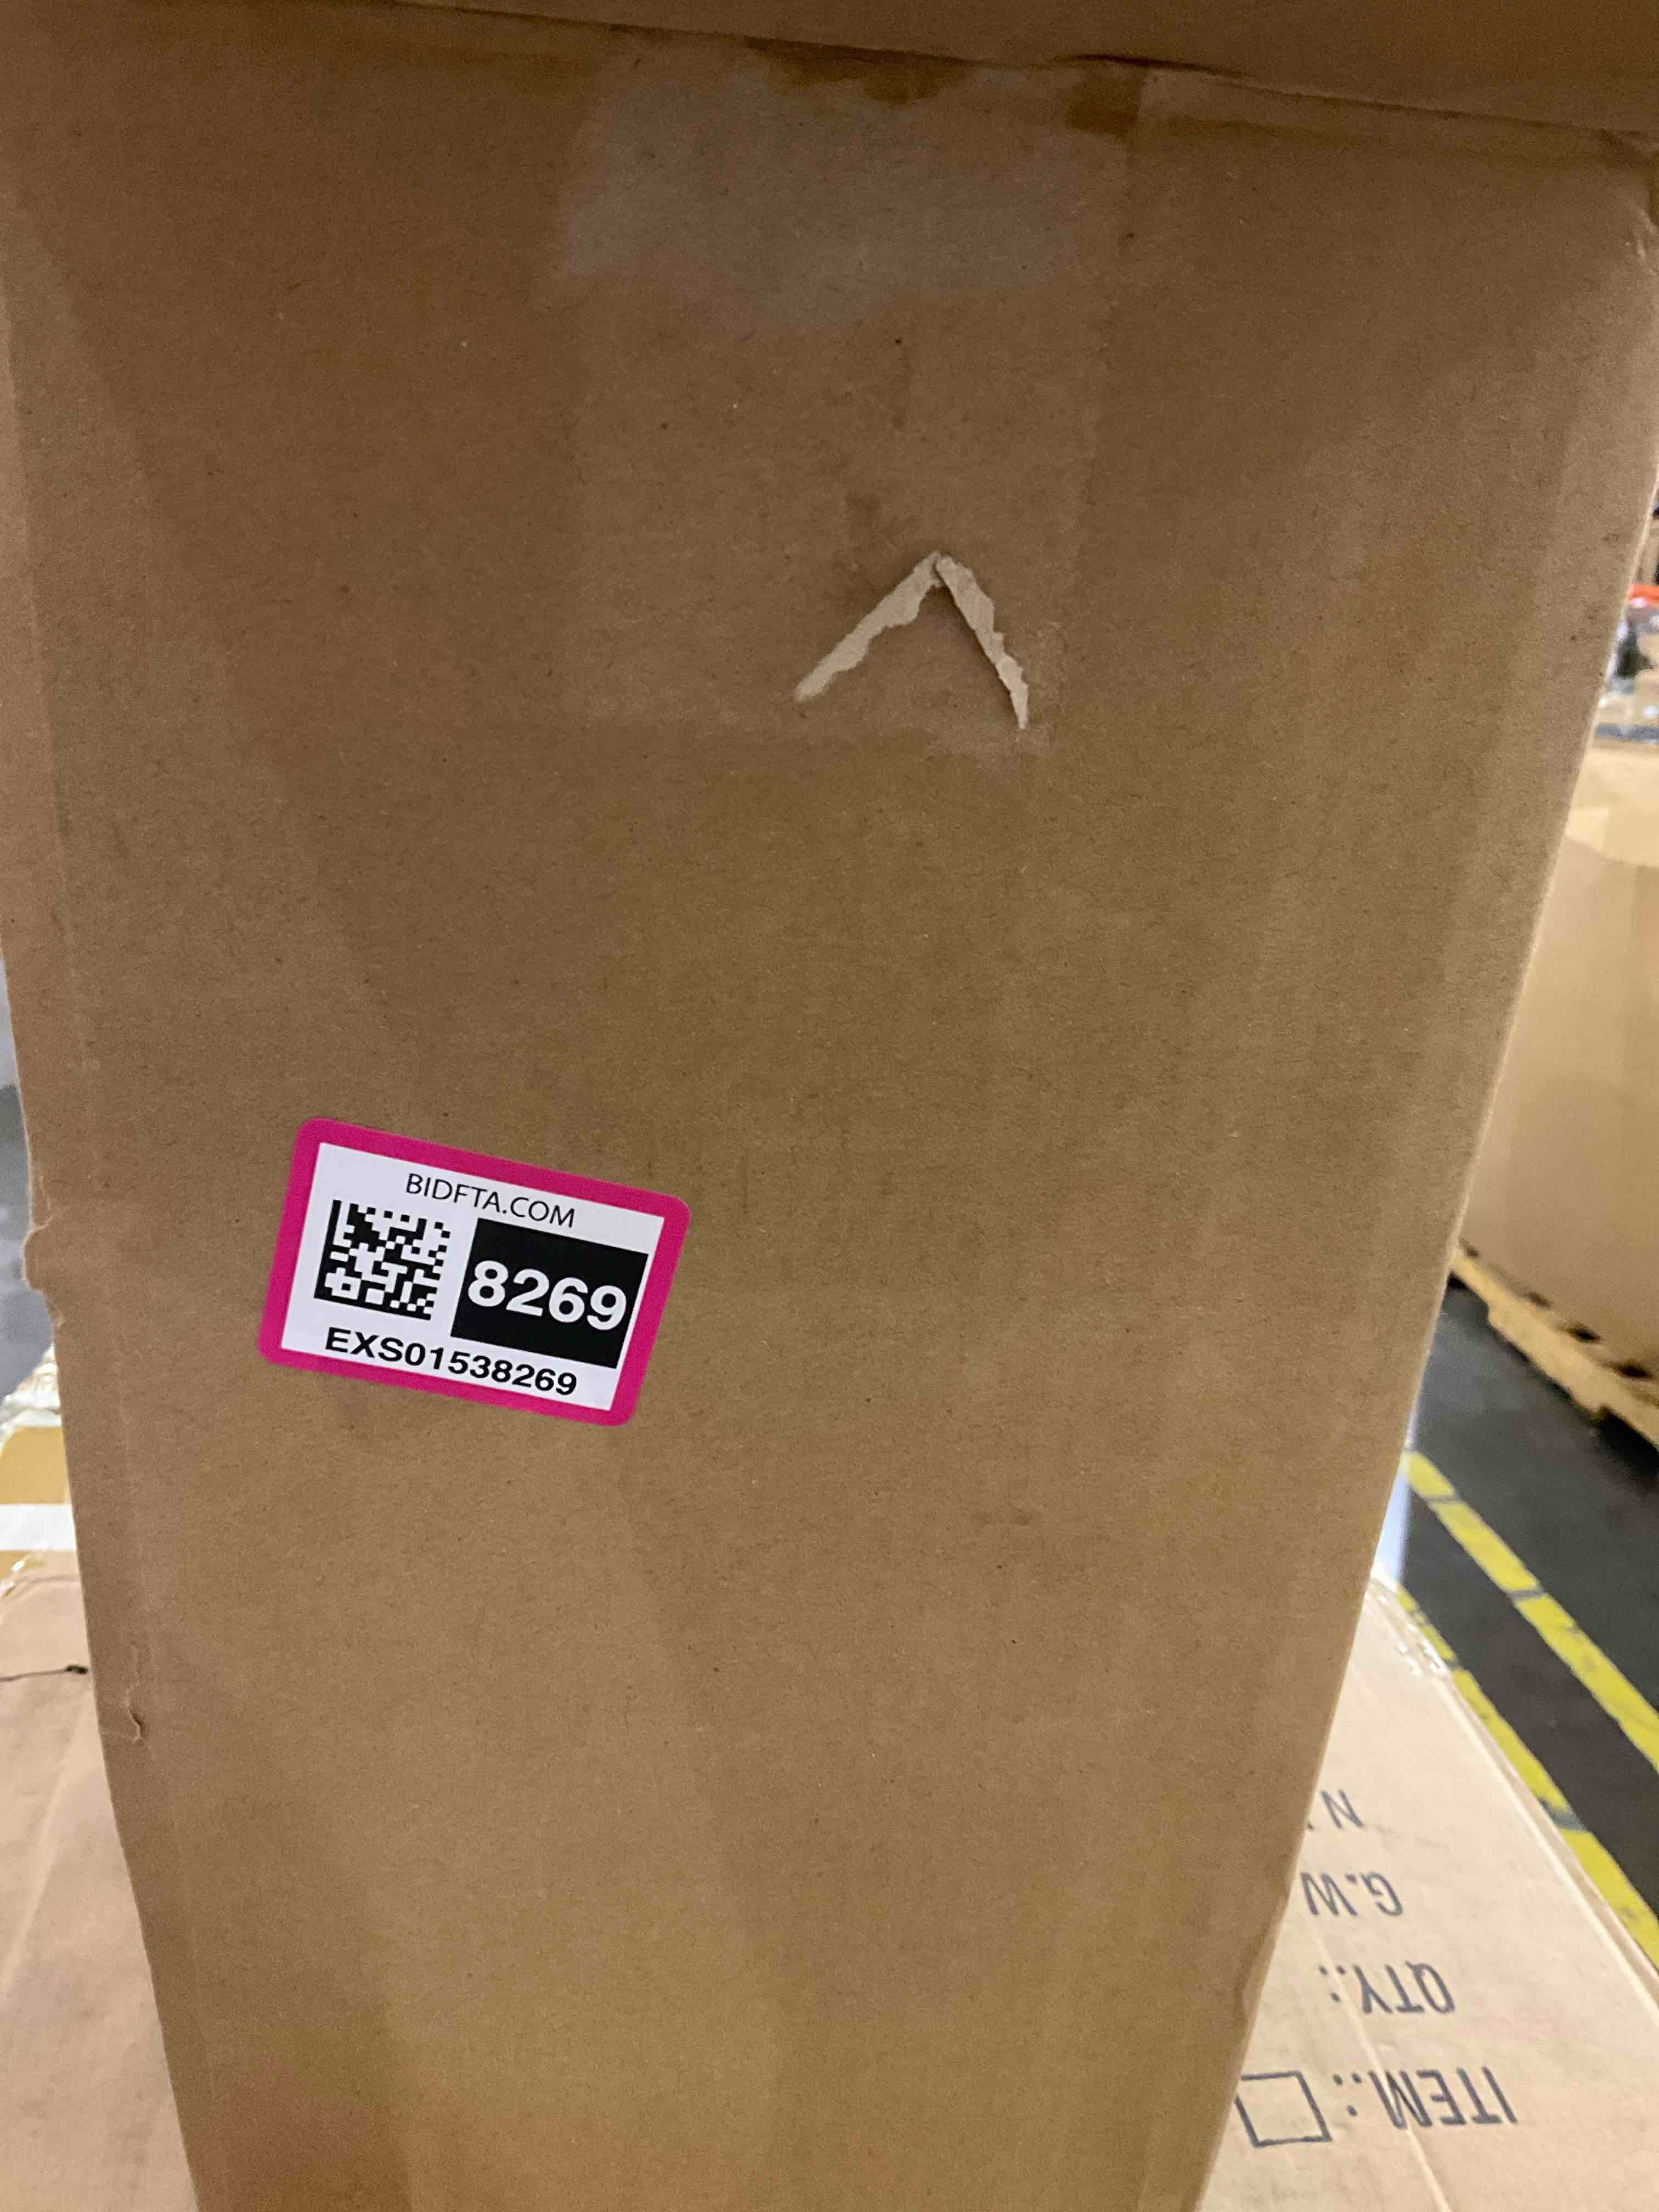 BIDFTA.COM
8269
EXS01538269
ITEM.:
QTY.:
G.W
N